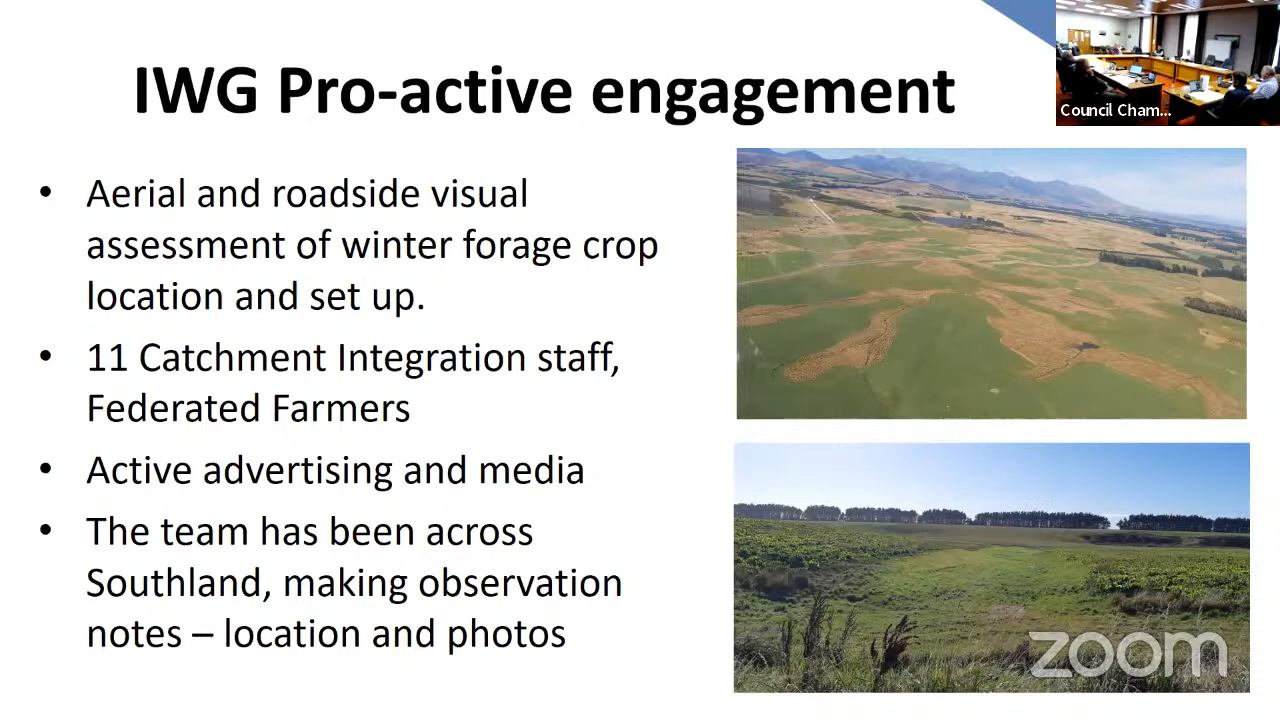 IWG Pro-active engagement
Council Cham...
• Aerial and roadside visual
assessment of winter forage crop
location and set up.
• 11 Catchment Integration staff,
Federated Farmers
• Active advertising and media
• The team has been across
Southland, making observation
notes – location and photos
zoom